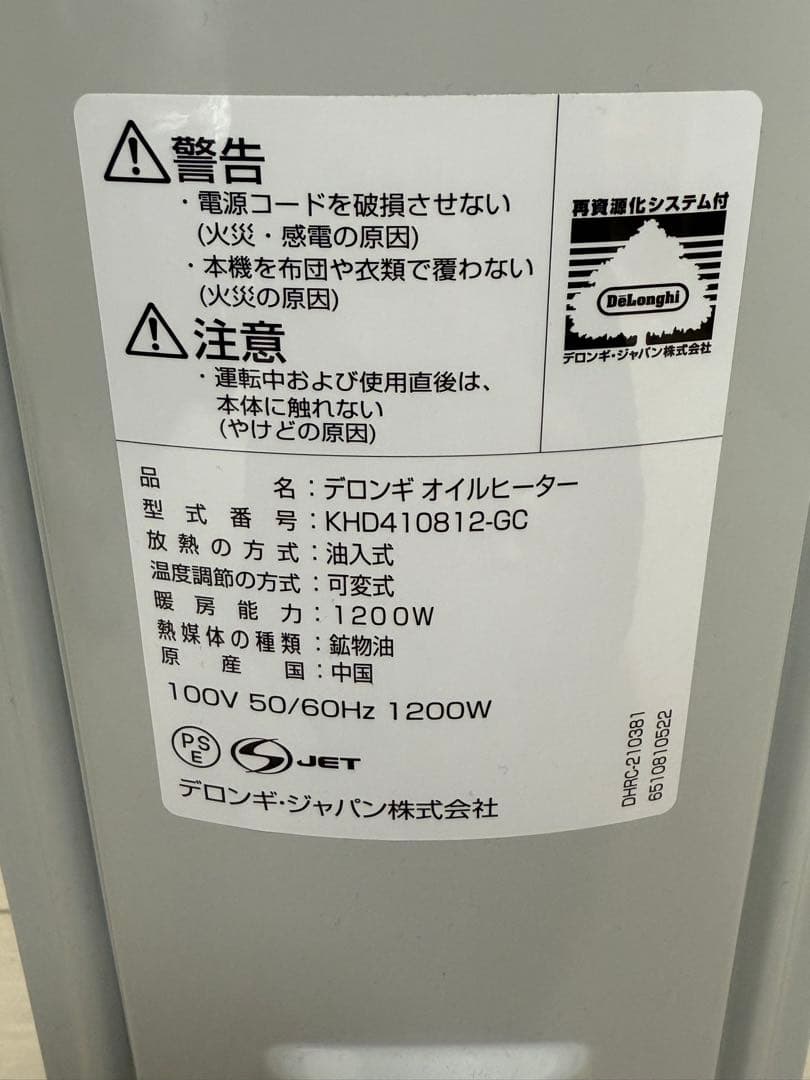 警告
・電源コードを破損させない
(火災・感電の原因)
・本機を布団や衣類で覆わない
(火災の原因)
注意
・運転中および使用直後は、
本体に触れない
(やけどの原因)
再資源化システム付
DeLonghi
デロンギ・ジャパン株式会社
品名：デロンギ オイルヒーター
型式番号：KHD410812-GC
放熱の方式：油入式
温度調節の方式：可変式
暖房能力：1200W
熱媒体の種類：鉱物油
原産国：中国
100V 50/60Hz 1200W
PSE
S JET
デロンギ・ジャパン株式会社
DHRC-210381
6510810522